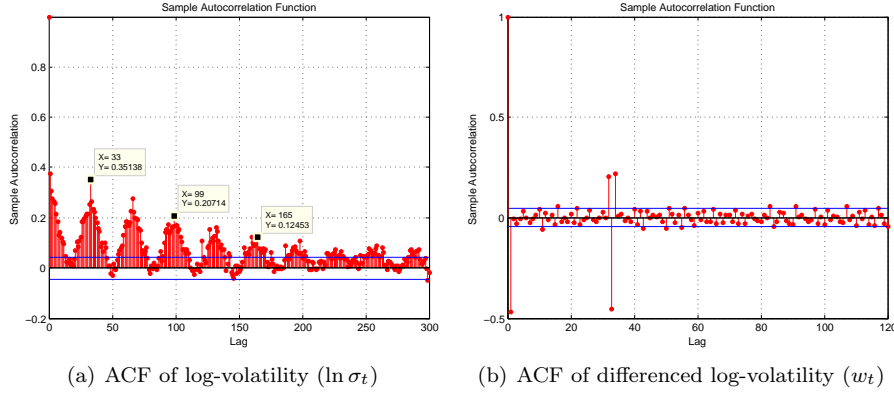 Sample Autocorrelation Function
Sample Autocorrelation
0.8
0.6
0.4
0.2
0
-0.2
X= 33
Y= 0.35138
X= 99
Y= 0.20714
X= 165
Y= 0.12453
0 50 100 150 200 250 300
Lag
(a) ACF of log-volatility (ln σt)
Sample Autocorrelation Function
Sample Autocorrelation
1
0.5
0
-0.5
0 20 40 60 80 100 120
Lag
(b) ACF of differenced log-volatility (wt)